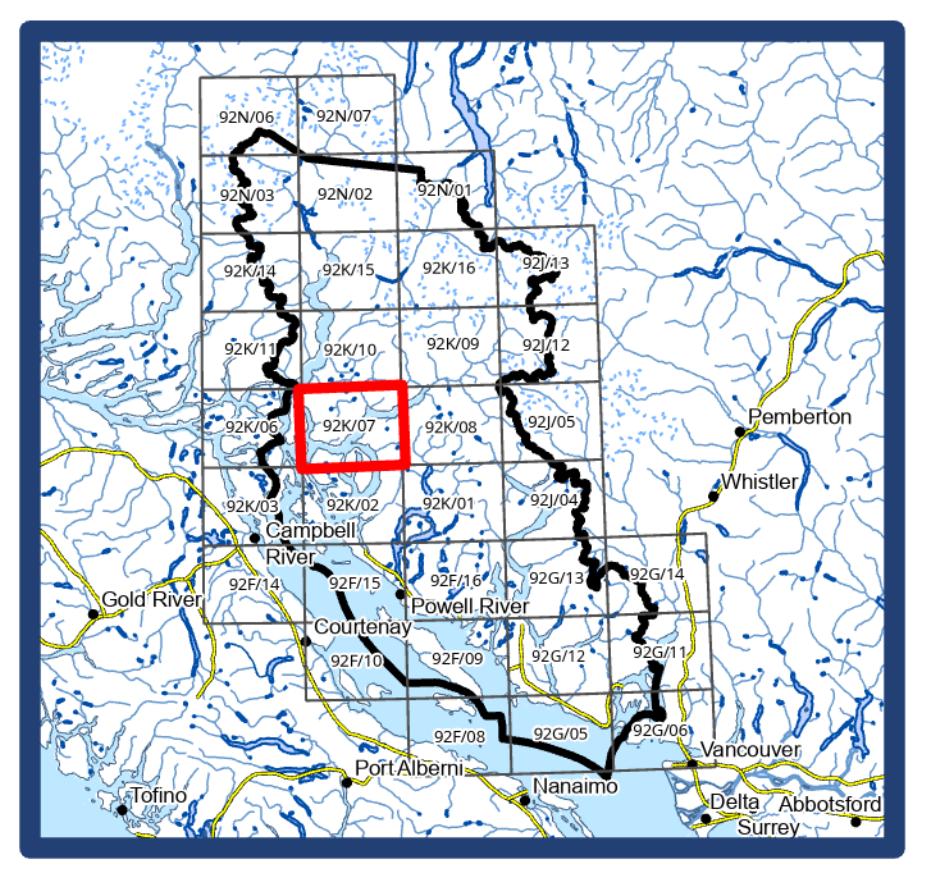 92N/06
92N/07
92N/03
92N/02
92N/01
92K/14
92K/15
92K/16
92J/13
92K/11
92K/10
92K/09
92J/12
92K/06
92K/07
92K/08
92J/05
Pemberton
Whistler
92K/03
92K/02
92K/01
92J/04
Campbell
River
92F/14
92F/15
92F/16
92G/13
92G/14
Gold River
Powell River
Courtenay
92F/10
92F/09
92G/12
92G/11
92F/08
92G/05
92G/06
Vancouver
Port Alberni
Nanaimo
Tofino
Delta
Abbotsford
Surrey